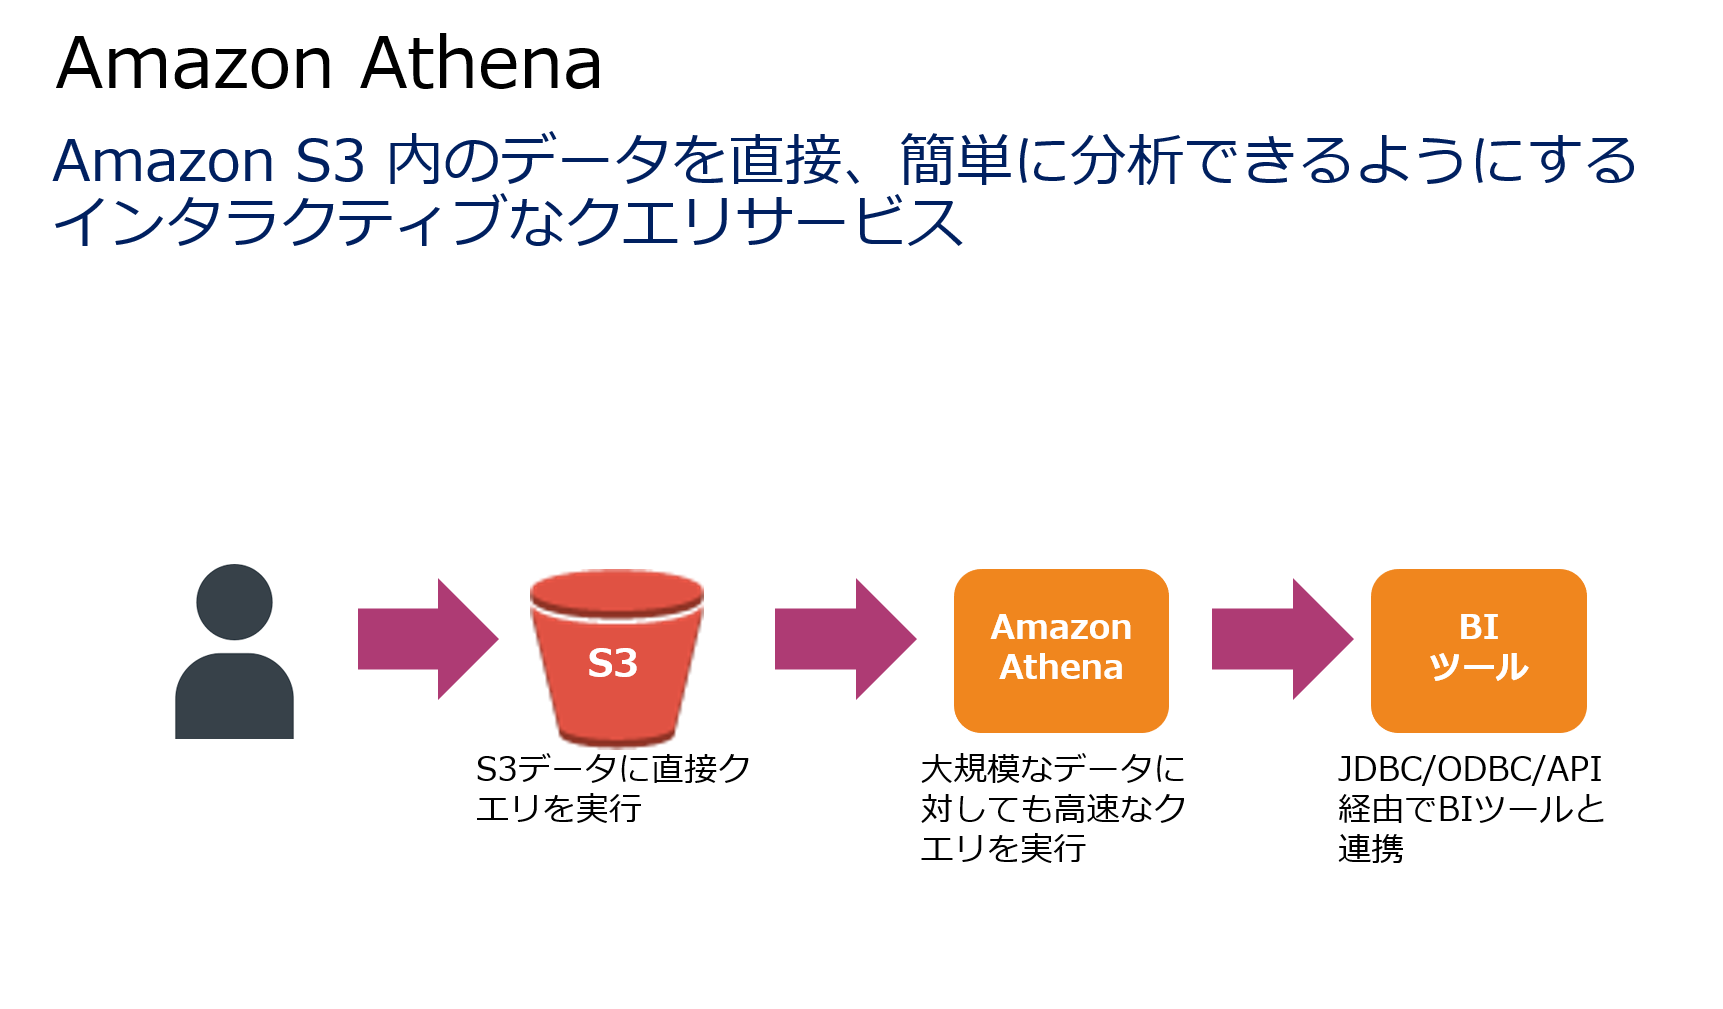 Amazon Athena
Amazon S3 内のデータを直接、簡単に分析できるようにする
インタラクティブなクエリサービス
S3
S3データに直接ク
エリを実行
Amazon
Athena
大規模なデータに
対しても高速なク
エリを実行
BI
ツール
JDBC/ODBC/API
経由でBIツールと
連携